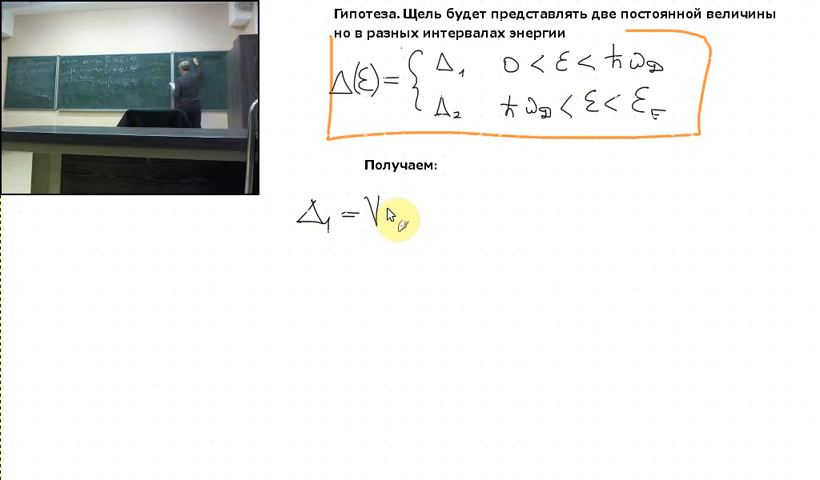 Гипотеза. Щель будет представлять две постоянной величины
но в разных интервалах энергии
Δ(ε) = { Δ₁ 0 < ε < ħω_D
Δ₂ ħω_D < ε < ε_F
Получаем:
Δ₁ = V